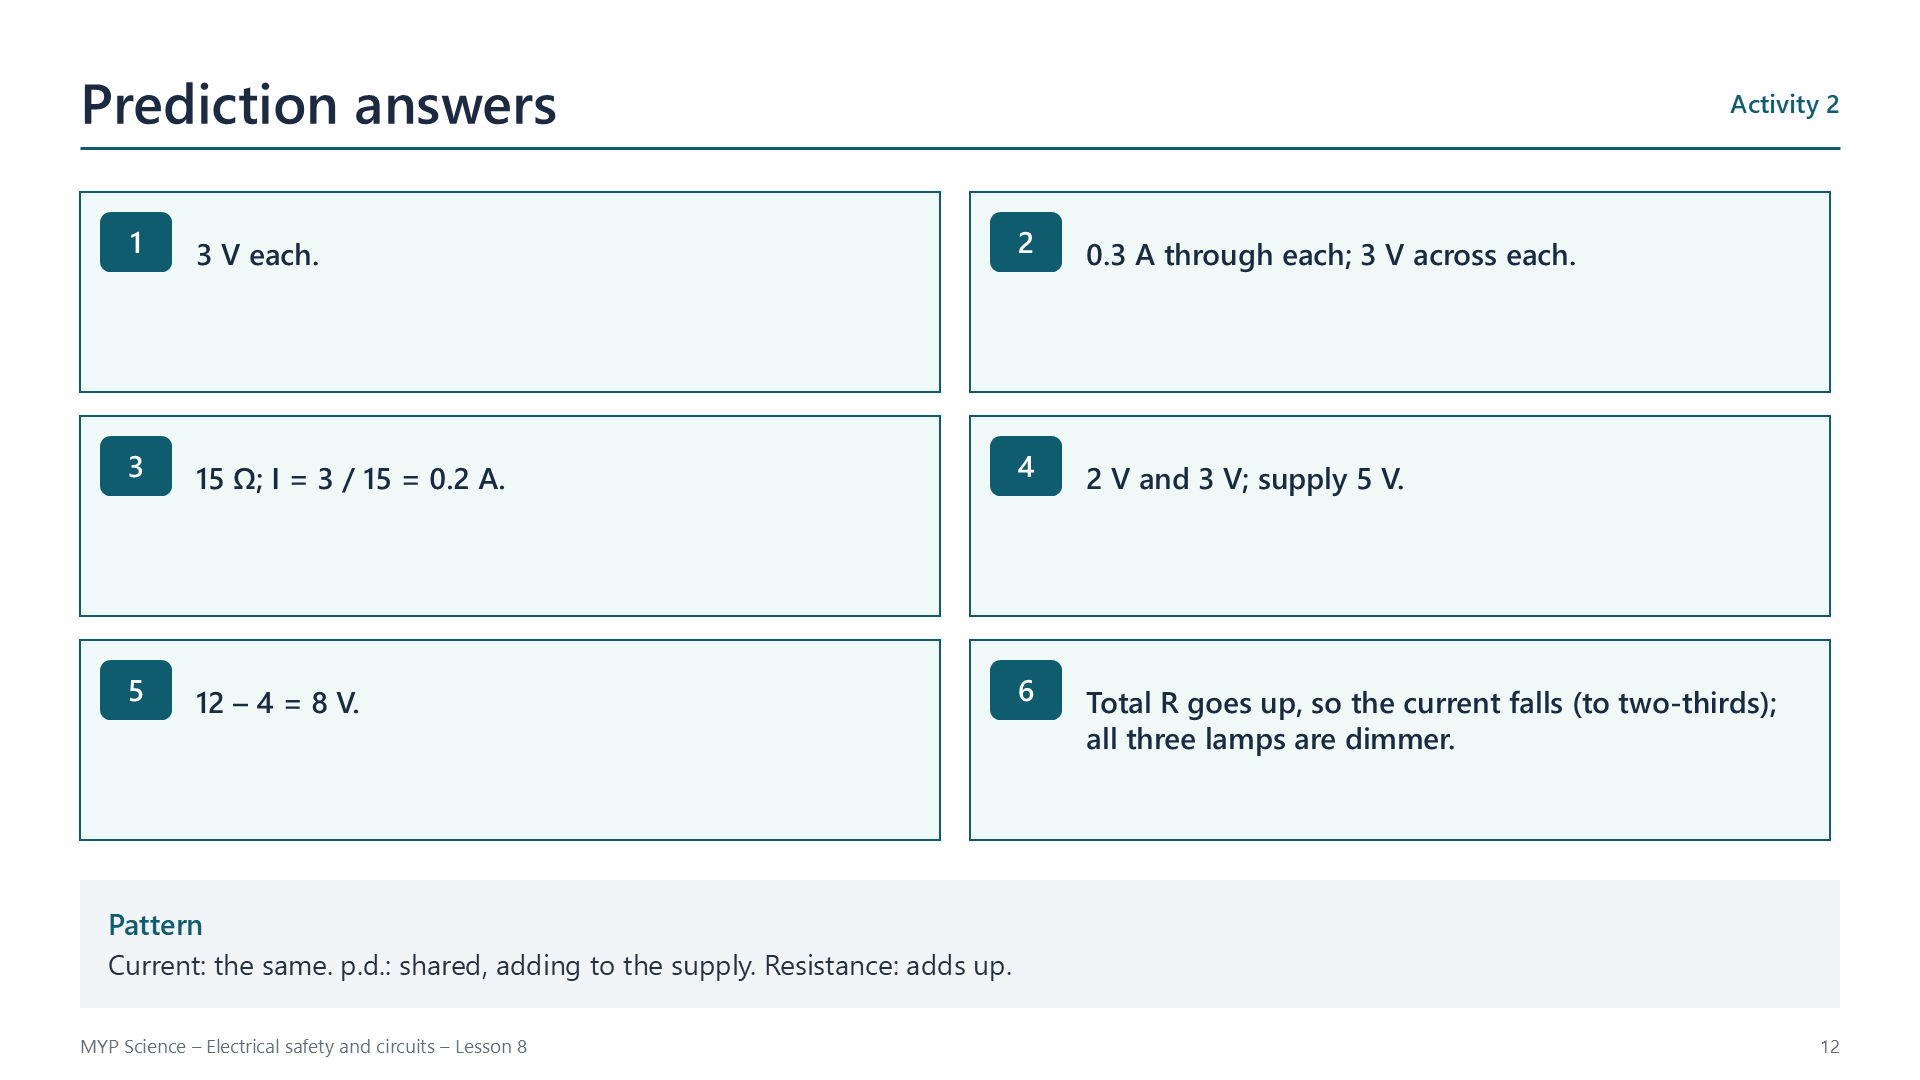 Prediction answers
Activity 2
1
3 V each.
2
0.3 A through each; 3 V across each.
3
15 Ω; I = 3 / 15 = 0.2 A.
4
2 V and 3 V; supply 5 V.
5
12 – 4 = 8 V.
6
Total R goes up, so the current falls (to two-thirds);
all three lamps are dimmer.
Pattern
Current: the same. p.d.: shared, adding to the supply. Resistance: adds up.
MYP Science – Electrical safety and circuits – Lesson 8
12